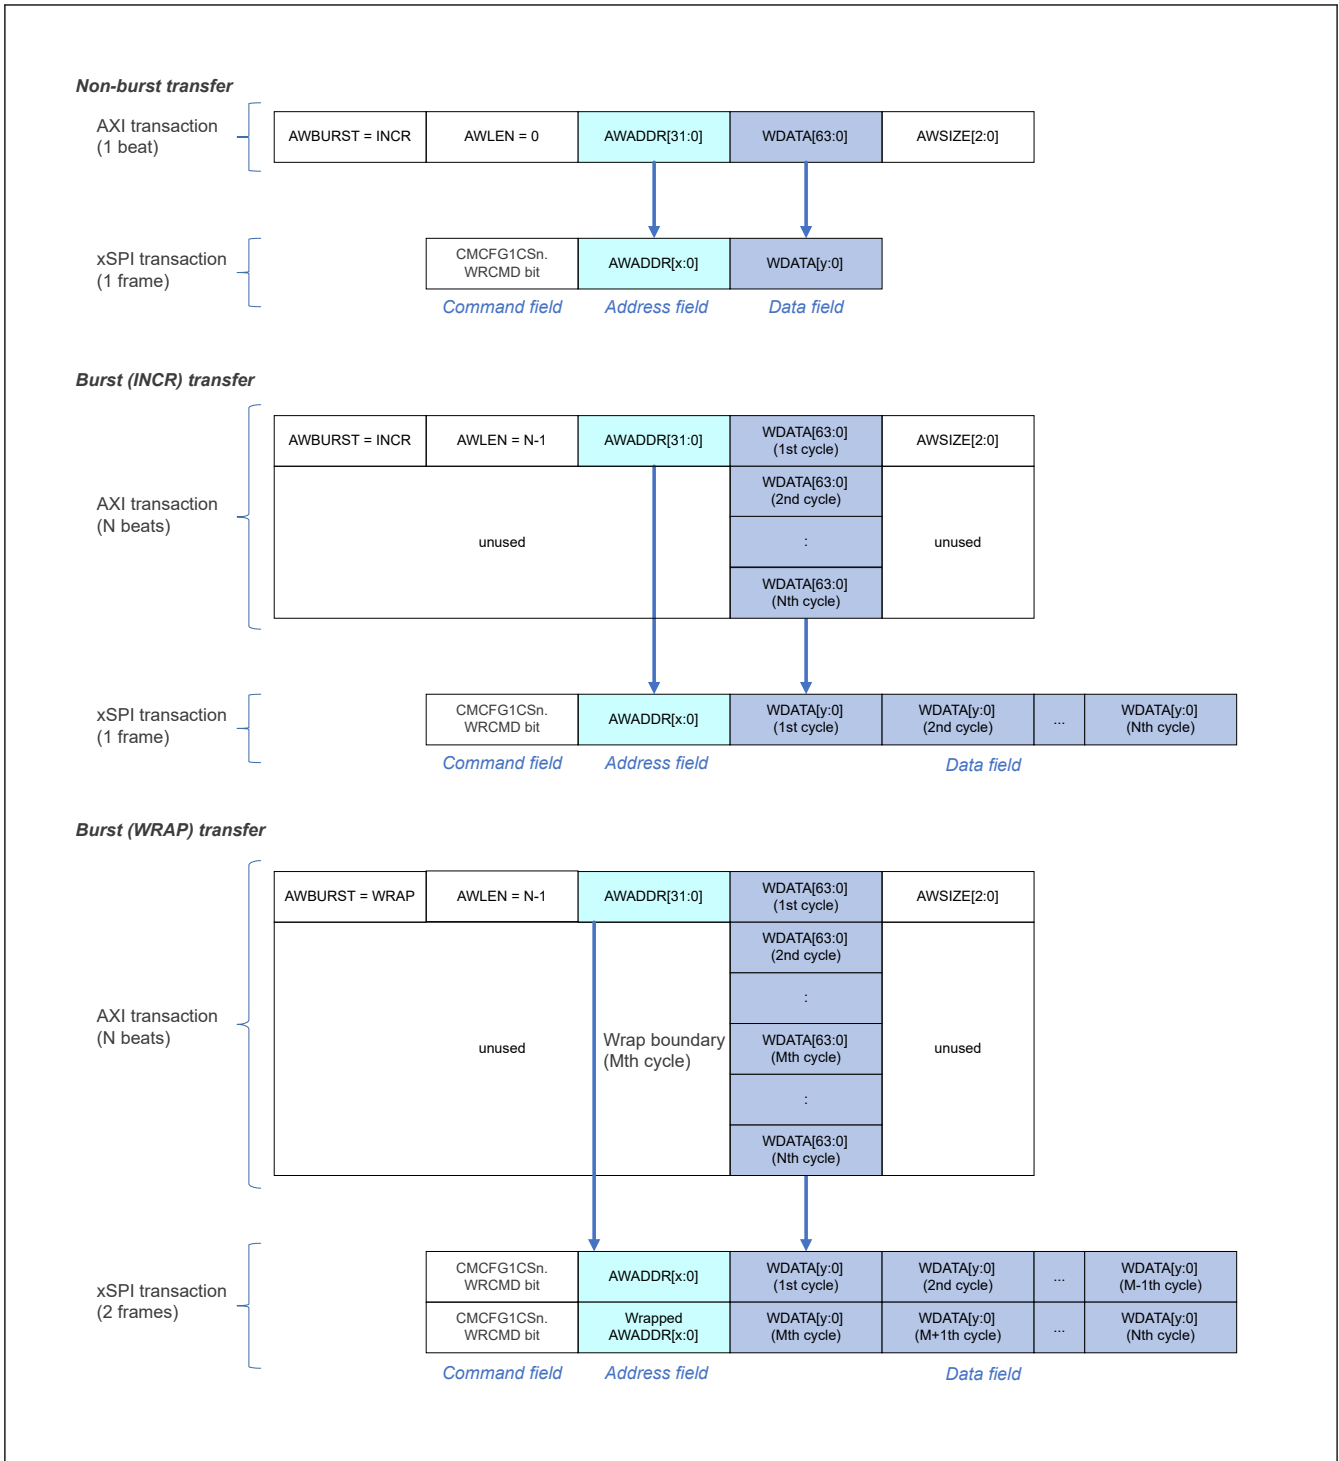 Non-burst transfer
AXI transaction
(1 beat)
AWBURST = INCR
AWLEN = 0
AWADDR[31:0]
WDATA[63:0]
AWSIZE[2:0]
xSPI transaction
(1 frame)
CMCFG1CSn.
WRCMD bit
AWADDR[x:0]
WDATA[y:0]
Command field
Address field
Data field
Burst (INCR) transfer
AXI transaction
(N beats)
AWBURST = INCR
AWLEN = N-1
AWADDR[31:0]
WDATA[63:0]
(1st cycle)
AWSIZE[2:0]
unused
WDATA[63:0]
(2nd cycle)
:
WDATA[63:0]
(Nth cycle)
unused
xSPI transaction
(1 frame)
CMCFG1CSn.
WRCMD bit
AWADDR[x:0]
WDATA[y:0]
(1st cycle)
WDATA[y:0]
(2nd cycle)
...
WDATA[y:0]
(Nth cycle)
Command field
Address field
Data field
Burst (WRAP) transfer
AXI transaction
(N beats)
AWBURST = WRAP
AWLEN = N-1
AWADDR[31:0]
WDATA[63:0]
(1st cycle)
AWSIZE[2:0]
unused
Wrap boundary
(Mth cycle)
WDATA[63:0]
(2nd cycle)
:
WDATA[63:0]
(Mth cycle)
:
WDATA[63:0]
(Nth cycle)
unused
xSPI transaction
(2 frames)
CMCFG1CSn.
WRCMD bit
AWADDR[x:0]
WDATA[y:0]
(1st cycle)
WDATA[y:0]
(2nd cycle)
...
WDATA[y:0]
(M-1th cycle)
CMCFG1CSn.
WRCMD bit
Wrapped
AWADDR[x:0]
WDATA[y:0]
(Mth cycle)
WDATA[y:0]
(M+1th cycle)
...
WDATA[y:0]
(Nth cycle)
Command field
Address field
Data field